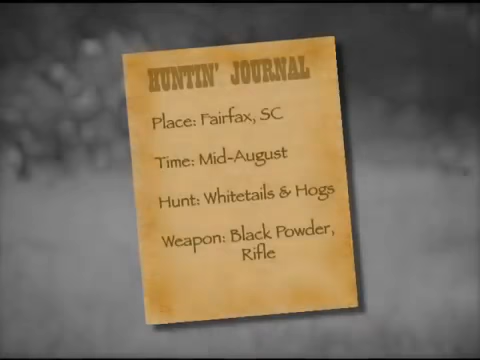 HUNTIN' JOURNAL
Place: Fairfax, SC
Time: Mid-August
Hunt: Whitetails & Hogs
Weapon: Black Powder,
Rifle